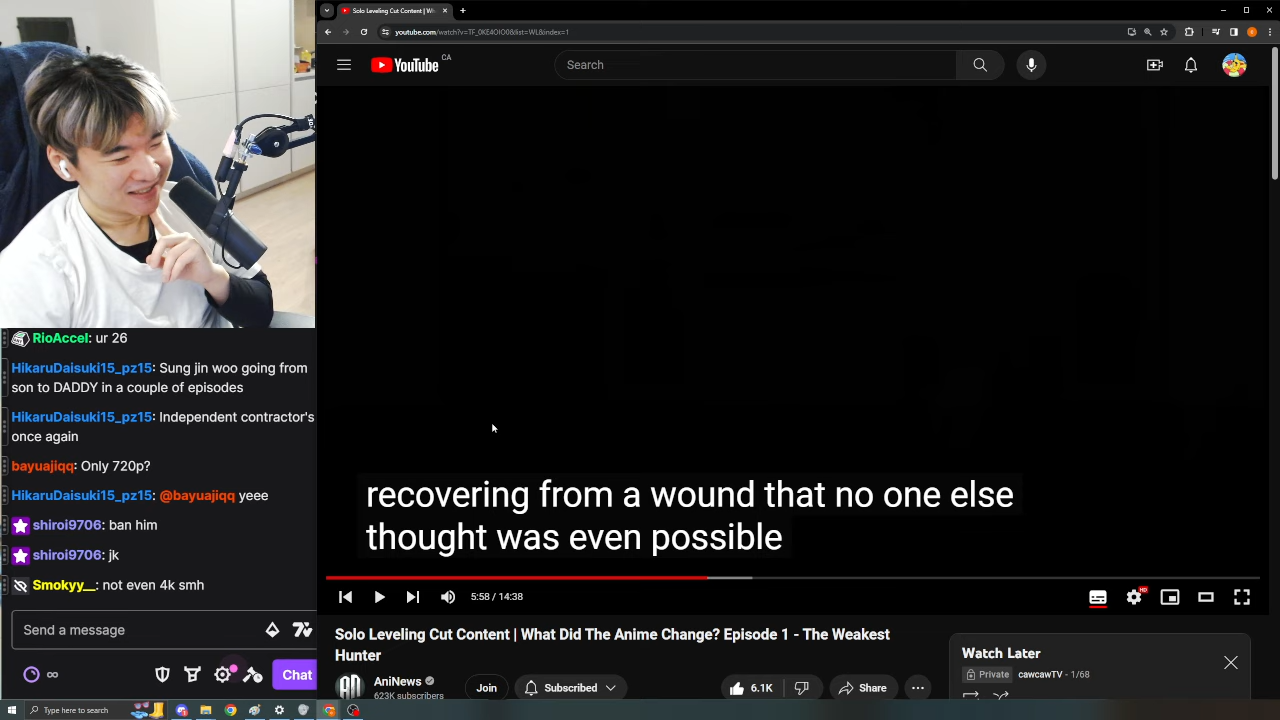 RioAccel: ur 26
HikaruDaisuki15_pz15: Sung jin woo going from
son to DADDY in a couple of episodes
HikaruDaisuki15_pz15: Independent contractor's
once again
bayuajiqq: Only 720p?
HikaruDaisuki15_pz15: @bayuajiqq yeee
shiroi9706: ban him
shiroi9706: jk
Smokyy__: not even 4k smh
Send a message
∞
Chat
Type here to search
Solo Leveling Cut Content | W
youtube.com/watch?v=TF_0KE4OIO0&list=WL&index=1
YouTube CA
Search
recovering from a wound that no one else
thought was even possible
5:58 / 14:38
HD
Solo Leveling Cut Content | What Did The Anime Change? Episode 1 - The Weakest
Hunter
AniNews
623K subscribers
Join
Subscribed
6.1K
Share
Watch Later
Private cawcawTV - 1/68